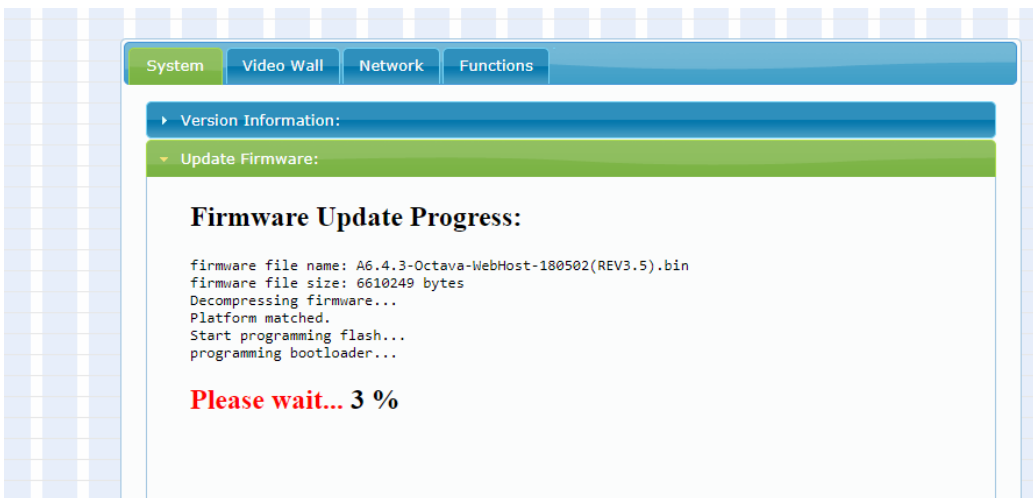 System Video Wall Network Functions
Version Information:
Update Firmware:
Firmware Update Progress:
firmware file name: A6.4.3-Octava-WebHost-180502(REV3.5).bin
firmware file size: 6610249 bytes
Decompressing firmware...
Platform matched.
Start programming flash...
programming bootloader...
Please wait... 3 %